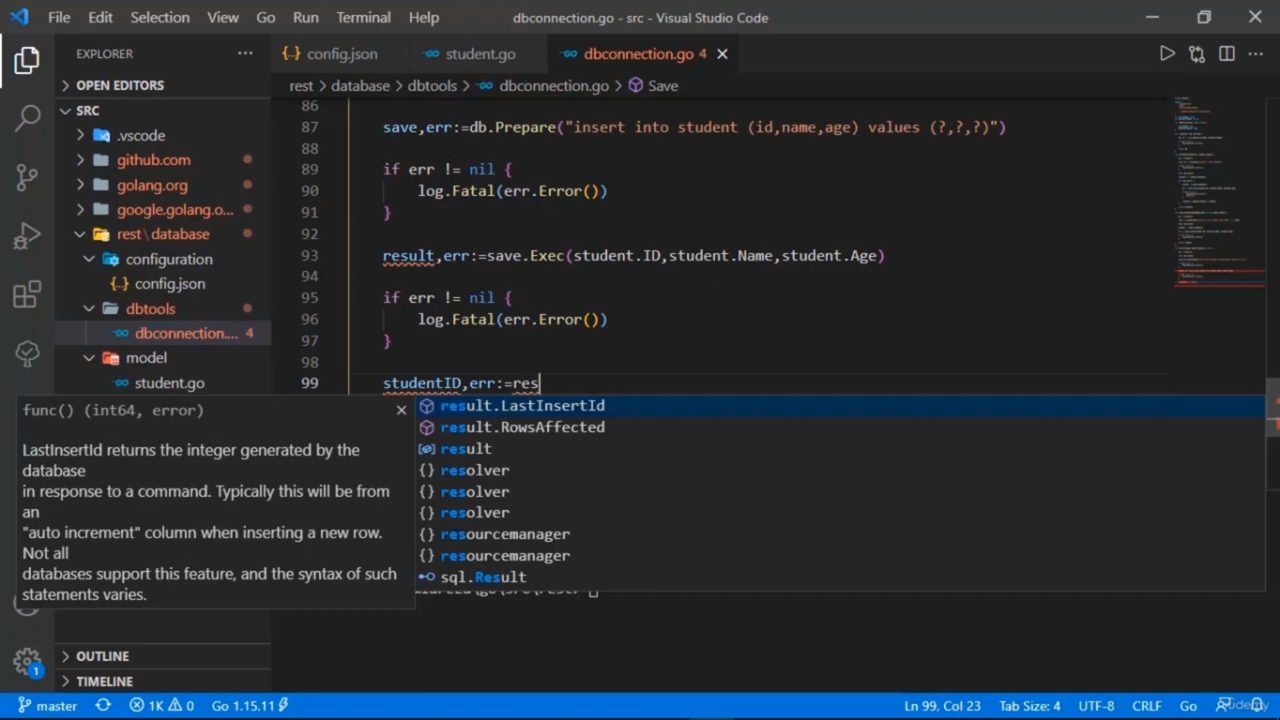 File Edit Selection View Go Run Terminal Help dbconnection.go - src - Visual Studio Code
EXPLORER ... config.json student.go dbconnection.go 4
OPEN EDITORS rest > database > dbtools > dbconnection.go > Save
SRC
.vscode
github.com
golang.org
google.golang.o...
rest\database
configuration
config.json
dbtools
dbconnection.... 4
model
student.go
86
87 save,err:=db.Prepare("insert into student (id,name,age) values (?,?,?)")
88
89 if err != nil {
90 log.Fatal(err.Error())
91 }
92
93 result,err:=save.Exec(student.ID,student.Name,student.Age)
94
95 if err != nil {
96 log.Fatal(err.Error())
97 }
98
99 studentID,err:=res
func() (int64, error)
LastInsertId returns the integer generated by the
database
in response to a command. Typically this will be from
an
"auto increment" column when inserting a new row.
Not all
databases support this feature, and the syntax of such
statements varies.
result.LastInsertId
result.RowsAffected
result
resolver
resolver
resolver
resourcemanager
resourcemanager
sql.Result
OUTLINE
TIMELINE
1
master 1K 0 Go 1.15.11 Ln 99, Col 23 Tab Size: 4 UTF-8 CRLF Go